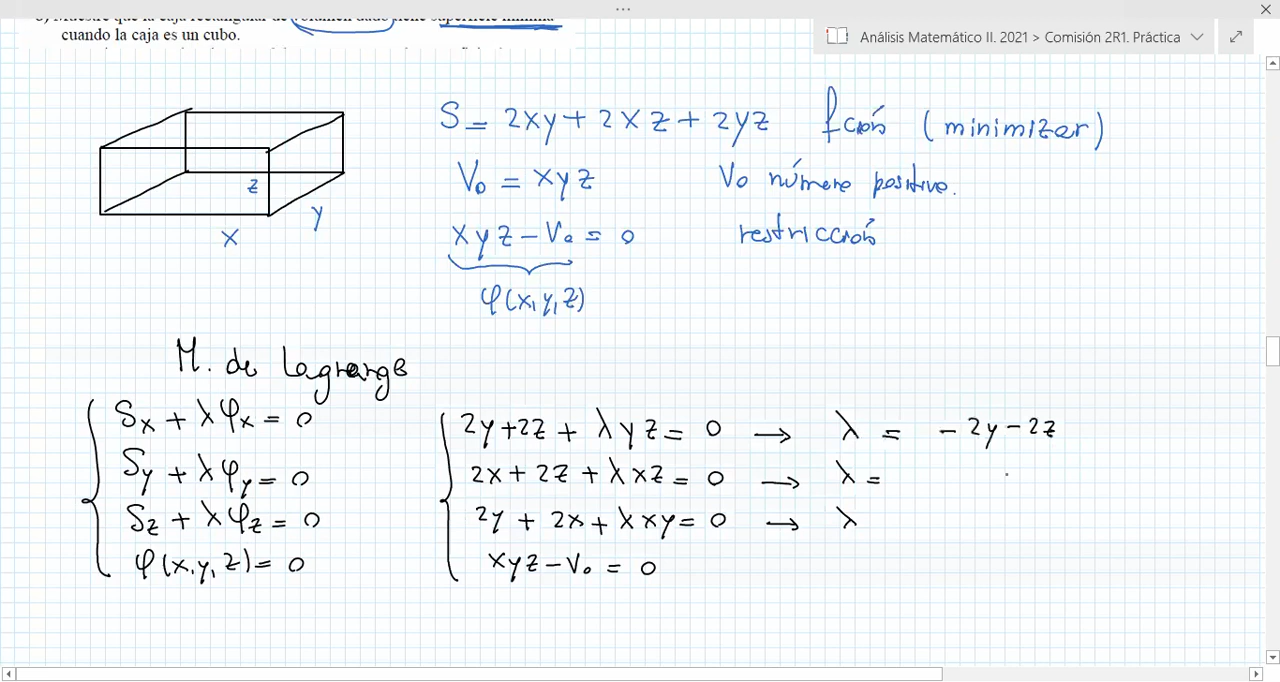 cuando la caja es un cubo.
Análisis Matemático II. 2021 > Comisión 2R1. Práctica
S = 2xy + 2xz + 2yz fción (minimizar)
V₀ = xyz V₀ número positivo.
xyz - V₀ = 0 restricción
φ(x,y,z)
z
y
x
M. de Lagrange
Sx + λφx = 0
Sy + λφy = 0
Sz + λφz = 0
φ(x,y,z) = 0
2y + 2z + λyz = 0 → λ = -2y - 2z
2x + 2z + λxz = 0 → λ =
2y + 2x + λxy = 0 → λ
xyz - V₀ = 0